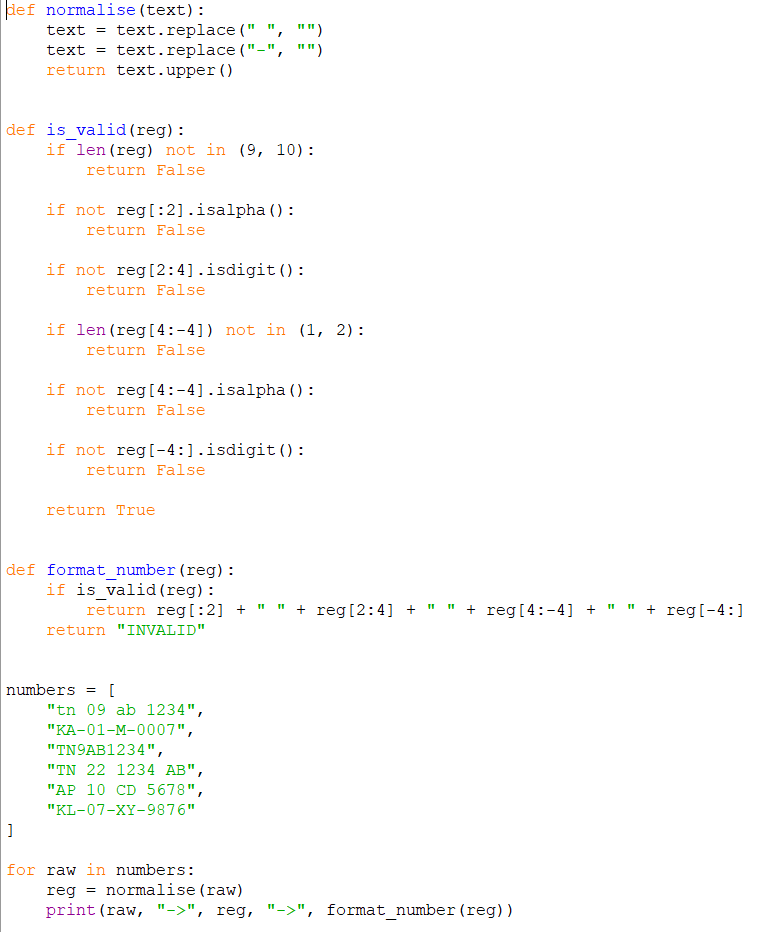 def normalise(text):
    text = text.replace(" ", "")
    text = text.replace("-", "")
    return text.upper()


def is_valid(reg):
    if len(reg) not in (9, 10):
        return False

    if not reg[:2].isalpha():
        return False

    if not reg[2:4].isdigit():
        return False

    if len(reg[4:-4]) not in (1, 2):
        return False

    if not reg[4:-4].isalpha():
        return False

    if not reg[-4:].isdigit():
        return False

    return True


def format_number(reg):
    if is_valid(reg):
        return reg[:2] + " " + reg[2:4] + " " + reg[4:-4] + " " + reg[-4:]
    return "INVALID"


numbers = [
    "tn 09 ab 1234",
    "KA-01-M-0007",
    "TN9AB1234",
    "TN 22 1234 AB",
    "AP 10 CD 5678",
    "KL-07-XY-9876"
]

for raw in numbers:
    reg = normalise(raw)
    print(raw, "->", reg, "->", format_number(reg))